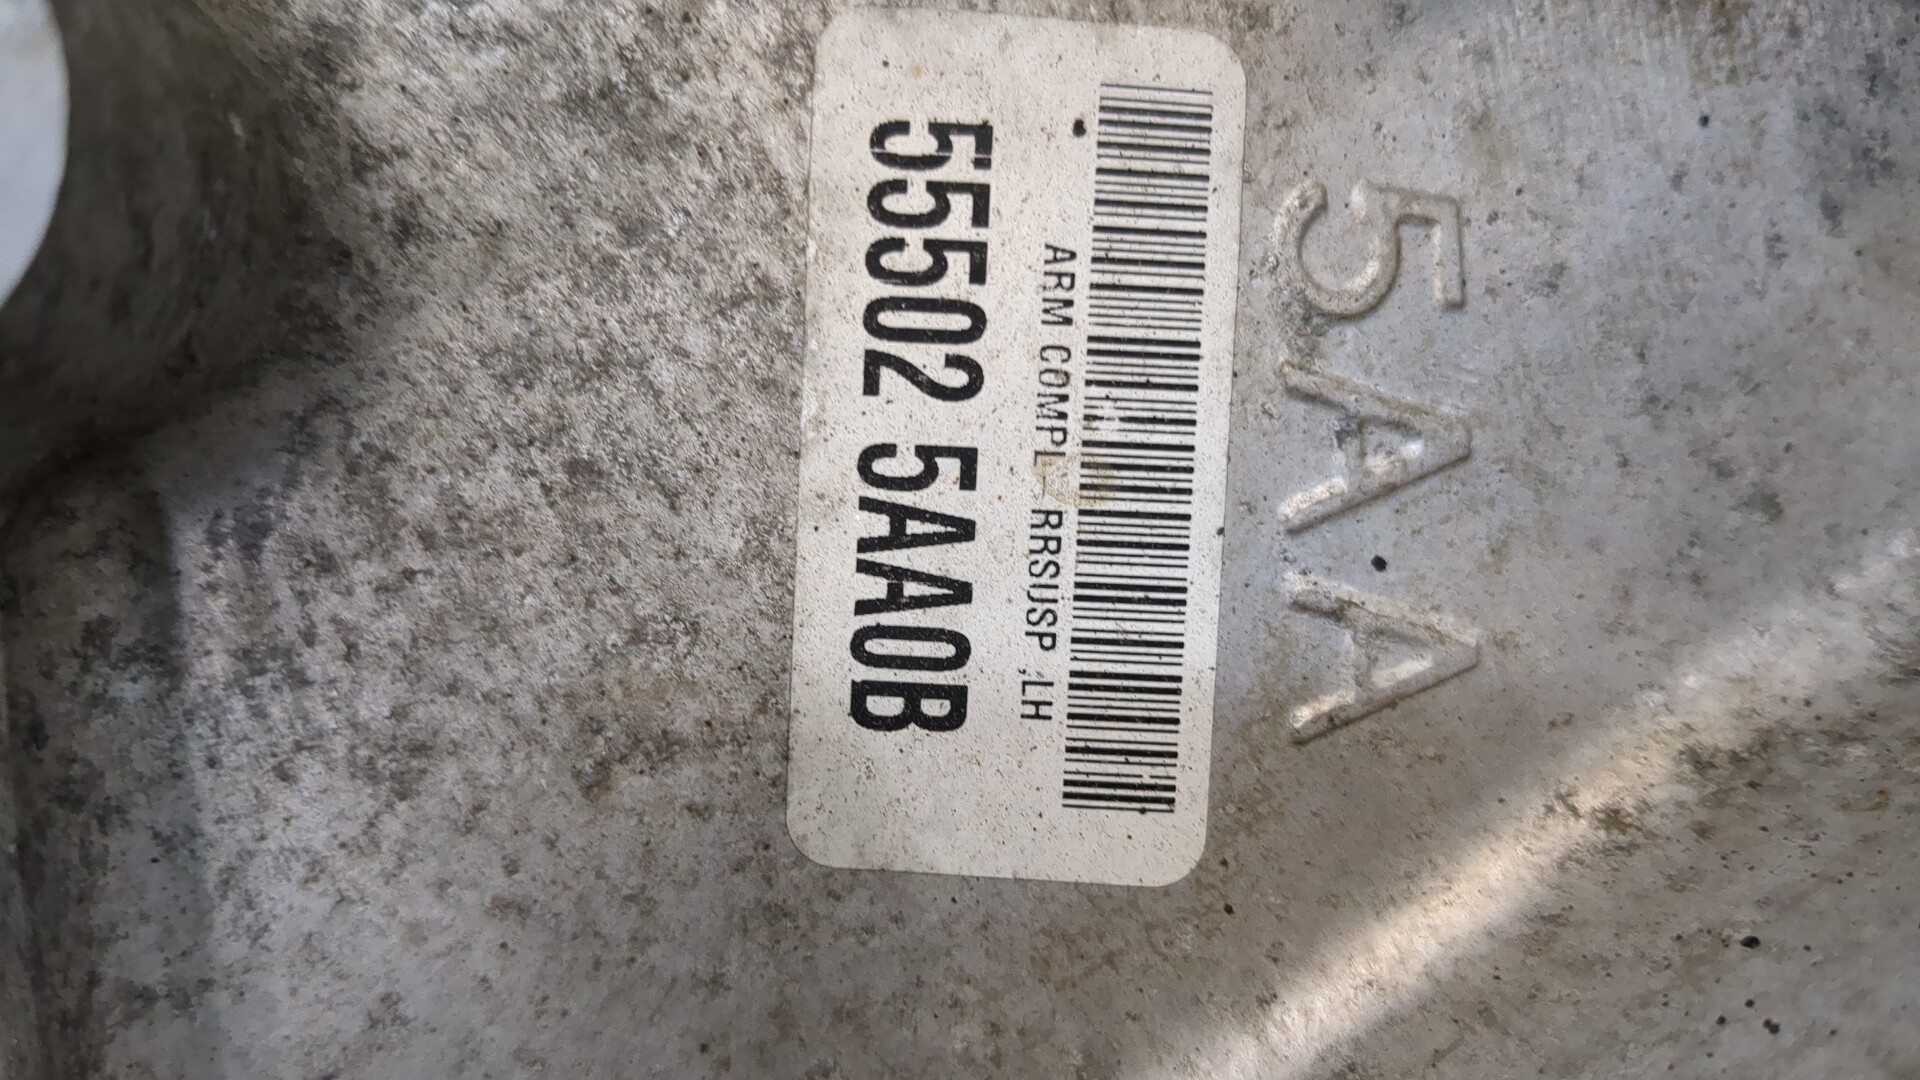 5AA
ARM COMPL-RRSUSP ,LH
55502 5AA0B